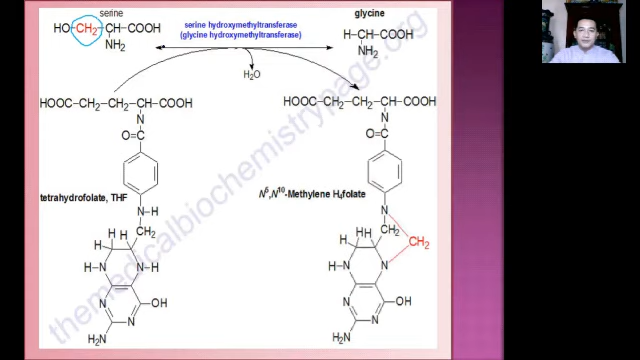 serine
glycine
HO-CH2-CH-COOH
NH2
serine hydroxymethyltransferase
(glycine hydroxymethyltransferase)
H-CH-COOH
NH2
H2O
HOOC-CH2-CH2-CH-COOH
N
O=C
tetrahydrofolate, THF
N-H
CH2
H
H
H
H-N
N-H
N
N
OH
H2N
HOOC-CH2-CH2-CH-COOH
N
O=C
N5,N10-Methylene H4folate
N
CH2
CH2
H
H
H
H-N
N
N
N
OH
H2N
themedicalbiochemistrypage.org